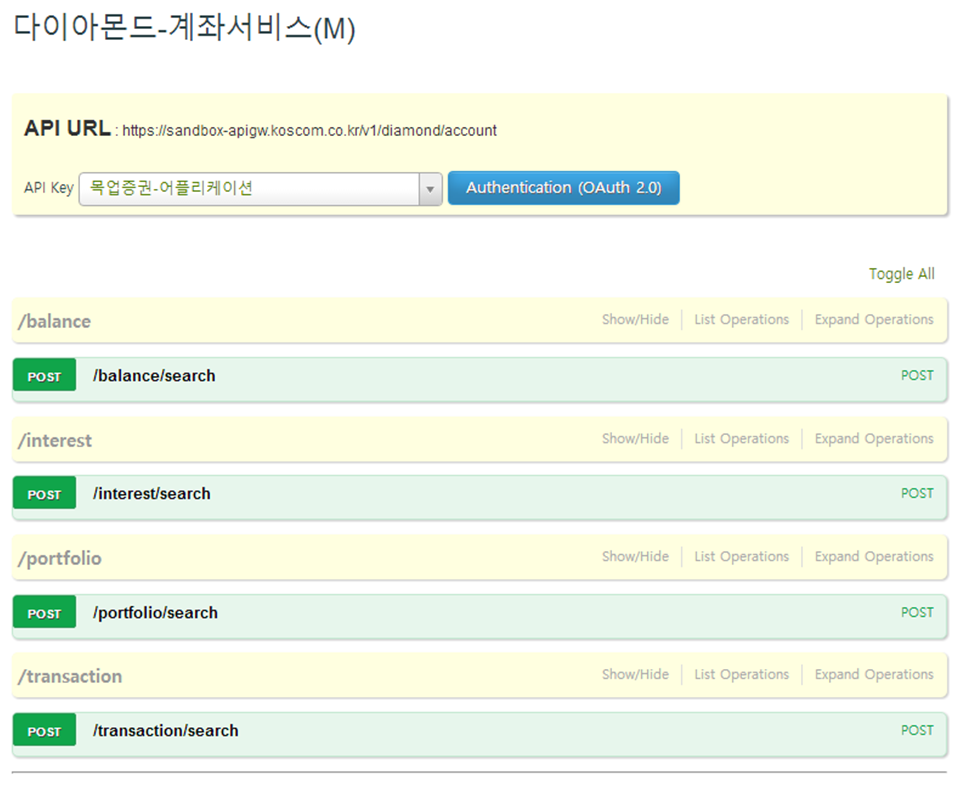 다이아몬드-계좌서비스(M)
API URL : https://sandbox-apigw.koscom.co.kr/v1/diamond/account
API Key 목업증권-어플리케이션 Authentication (OAuth 2.0)
Toggle All
/balance Show/Hide List Operations Expand Operations
POST /balance/search POST
/interest Show/Hide List Operations Expand Operations
POST /interest/search POST
/portfolio Show/Hide List Operations Expand Operations
POST /portfolio/search POST
/transaction Show/Hide List Operations Expand Operations
POST /transaction/search POST